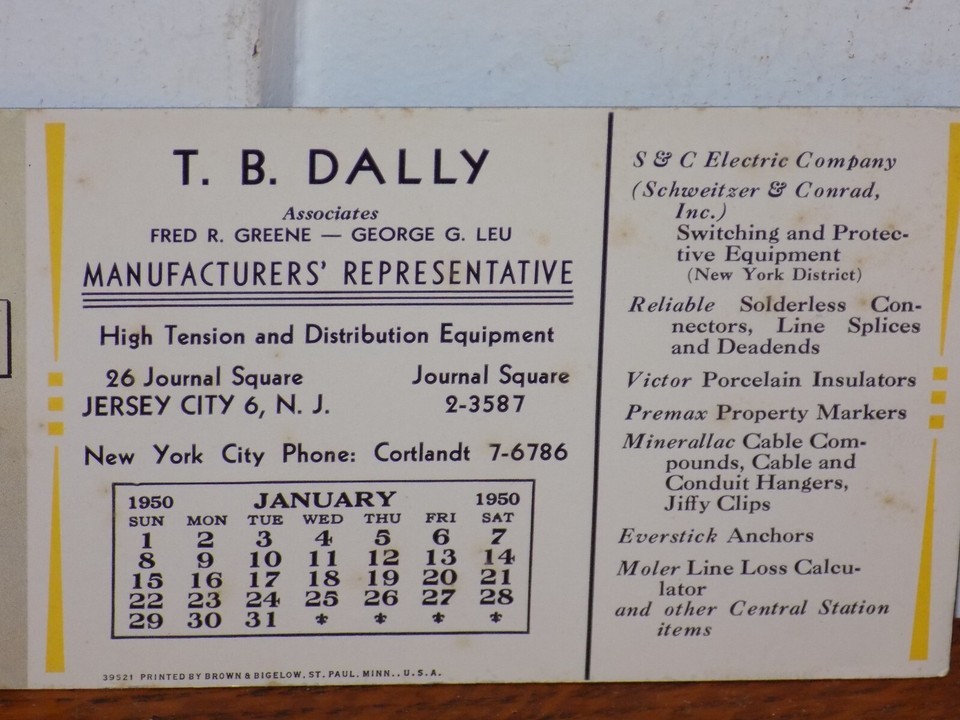 T. B. DALLY
Associates
FRED R. GREENE — GEORGE G. LEU
MANUFACTURERS' REPRESENTATIVE
High Tension and Distribution Equipment
26 Journal Square
JERSEY CITY 6, N. J.
Journal Square
2-3587
New York City Phone: Cortlandt 7-6786
1950 JANUARY 1950
SUN MON TUE WED THU FRI SAT
1 2 3 4 5 6 7
8 9 10 11 12 13 14
15 16 17 18 19 20 21
22 23 24 25 26 27 28
29 30 31 * * * *
39521 PRINTED BY BROWN & BIGELOW, ST. PAUL, MINN., U.S.A.
S & C Electric Company
(Schweitzer & Conrad,
Inc.)
Switching and Protec-
tive Equipment
(New York District)
Reliable Solderless Con-
nectors, Line Splices
and Deadends
Victor Porcelain Insulators
Premax Property Markers
Minerallac Cable Com-
pounds, Cable and
Conduit Hangers,
Jiffy Clips
Everstick Anchors
Moler Line Loss Calcu-
lator
and other Central Station
items